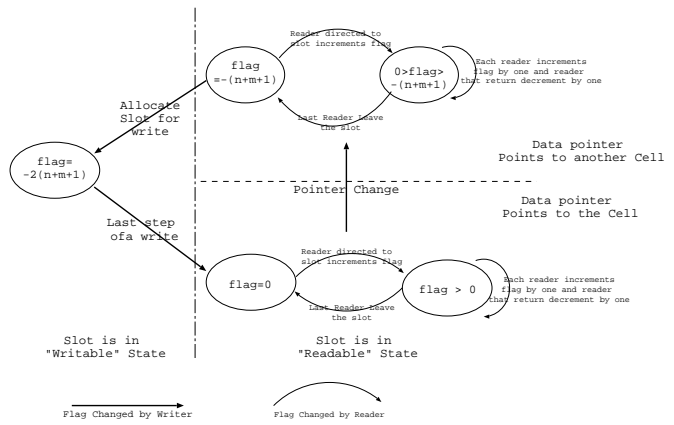 Reader directed to
slot increments flag
flag
=-(n+m+1)
0>flag>
-(n+m+1)
Each reader increments
flag by one and reader
that return decrement by one
Last Reader Leave
the slot
Allocate
Slot for
write
flag=
-2(n+m+1)
Data pointer
Points to another Cell
Pointer Change
Data pointer
Points to the Cell
Last step
ofa write
Reader directed to
slot increments flag
flag=0
flag > 0
Each reader increments
flag by one and reader
that return decrement by one
Last Reader Leave
the slot
Slot is in
"Writable" State
Slot is in
"Readable" State
Flag Changed by Writer
Flag Changed by Reader